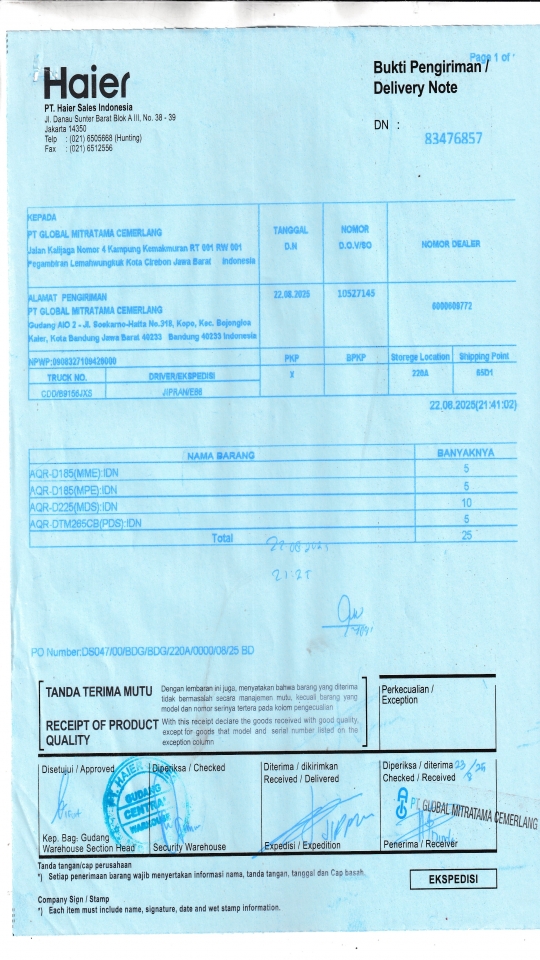 Page 1 of
Haier
Bukti Pengiriman /
Delivery Note
PT. Haier Sales Indonesia
Jl. Danau Sunter Barat Blok A III, No. 38 - 39
Jakarta 14350
Telp : (021) 6505668 (Hunting)
Fax : (021) 6512556
DN :
83476857
KEPADA
PT GLOBAL MITRATAMA CEMERLANG
Jalan Kalijaga Nomor 4 Kampung Kemakmuran RT 001 RW 001
Pegambiran Lemahwungkuk Kota Cirebon Jawa Barat Indonesia
TANGGAL
D.N
NOMOR
D.O.V/SO
NOMOR DEALER
ALAMAT PENGIRIMAN
PT GLOBAL MITRATAMA CEMERLANG
Gudang AIO 2 - Jl. Soekarno-Hatta No.318, Kopo, Kec. Bojongloa
Kaler, Kota Bandung Jawa Barat 40233 Bandung 40233 Indonesia
22.08.2025
10527145
6000606772
NPWP:0908327109429000
PKP
BPKP
Storege Location
Shipping Point
TRUCK NO.
DRIVER/EKSPEDISI
X
220A
65D1
CDD/B9156JXS
JIPRAN/E86
22.08.2025(21:41:02)
NAMA BARANG
BANYAKNYA
AQR-D185(MME):IDN 5
AQR-D185(MPE):IDN 5
AQR-D225(MDS):IDN 10
AQR-DTM265CB(PDS):IDN 5
Total 25
21:25
PO Number:DS047/00/BDG/BDG/220A/0000/08/25 BD
TANDA TERIMA MUTU
Dengan lembaran ini juga, menyatakan bahwa barang yang diterima
tidak bermasalah secara manajemen mutu, kecuali barang yang
model dan nomor serinya tertera pada kolom pengecualian
RECEIPT OF PRODUCT
QUALITY
With this receipt declare the goods received with good quality,
except for goods that model and serial number listed on the
exception column
Perkecualian /
Exception
Disetujui / Approved
Diperiksa / Checked
Diterima / dikirimkan
Received / Delivered
Diperiksa / diterima
Checked / Received
23/8 25
PT. HAIER
GUDANG
CENTRAL
WAREHOUSE
JIPPRAN
PT GLOBAL MITRATAMA CEMERLANG
Kep. Bag. Gudang
Warehouse Section Head
Security Warehouse
Expedisi / Expedition
Penerima / Receiver
Tanda tangan/cap perusahaan
*) Setiap penerimaan barang wajib menyertakan informasi nama, tanda tangan, tanggal dan Cap basah.
EKSPEDISI
Company Sign / Stamp
*) Each item must include name, signature, date and wet stamp information.